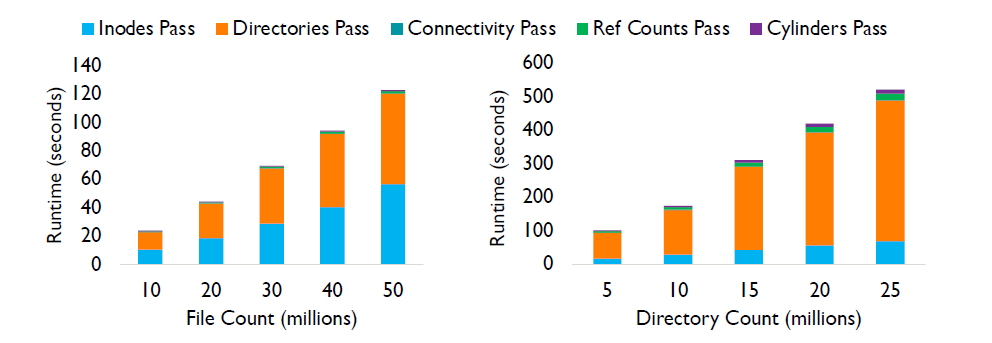 Inodes Pass Directories Pass Connectivity Pass Ref Counts Pass Cylinders Pass
Runtime (seconds)
140
120
100
80
60
40
20
0
10 20 30 40 50
File Count (millions)
Runtime (seconds)
600
500
400
300
200
100
0
5 10 15 20 25
Directory Count (millions)